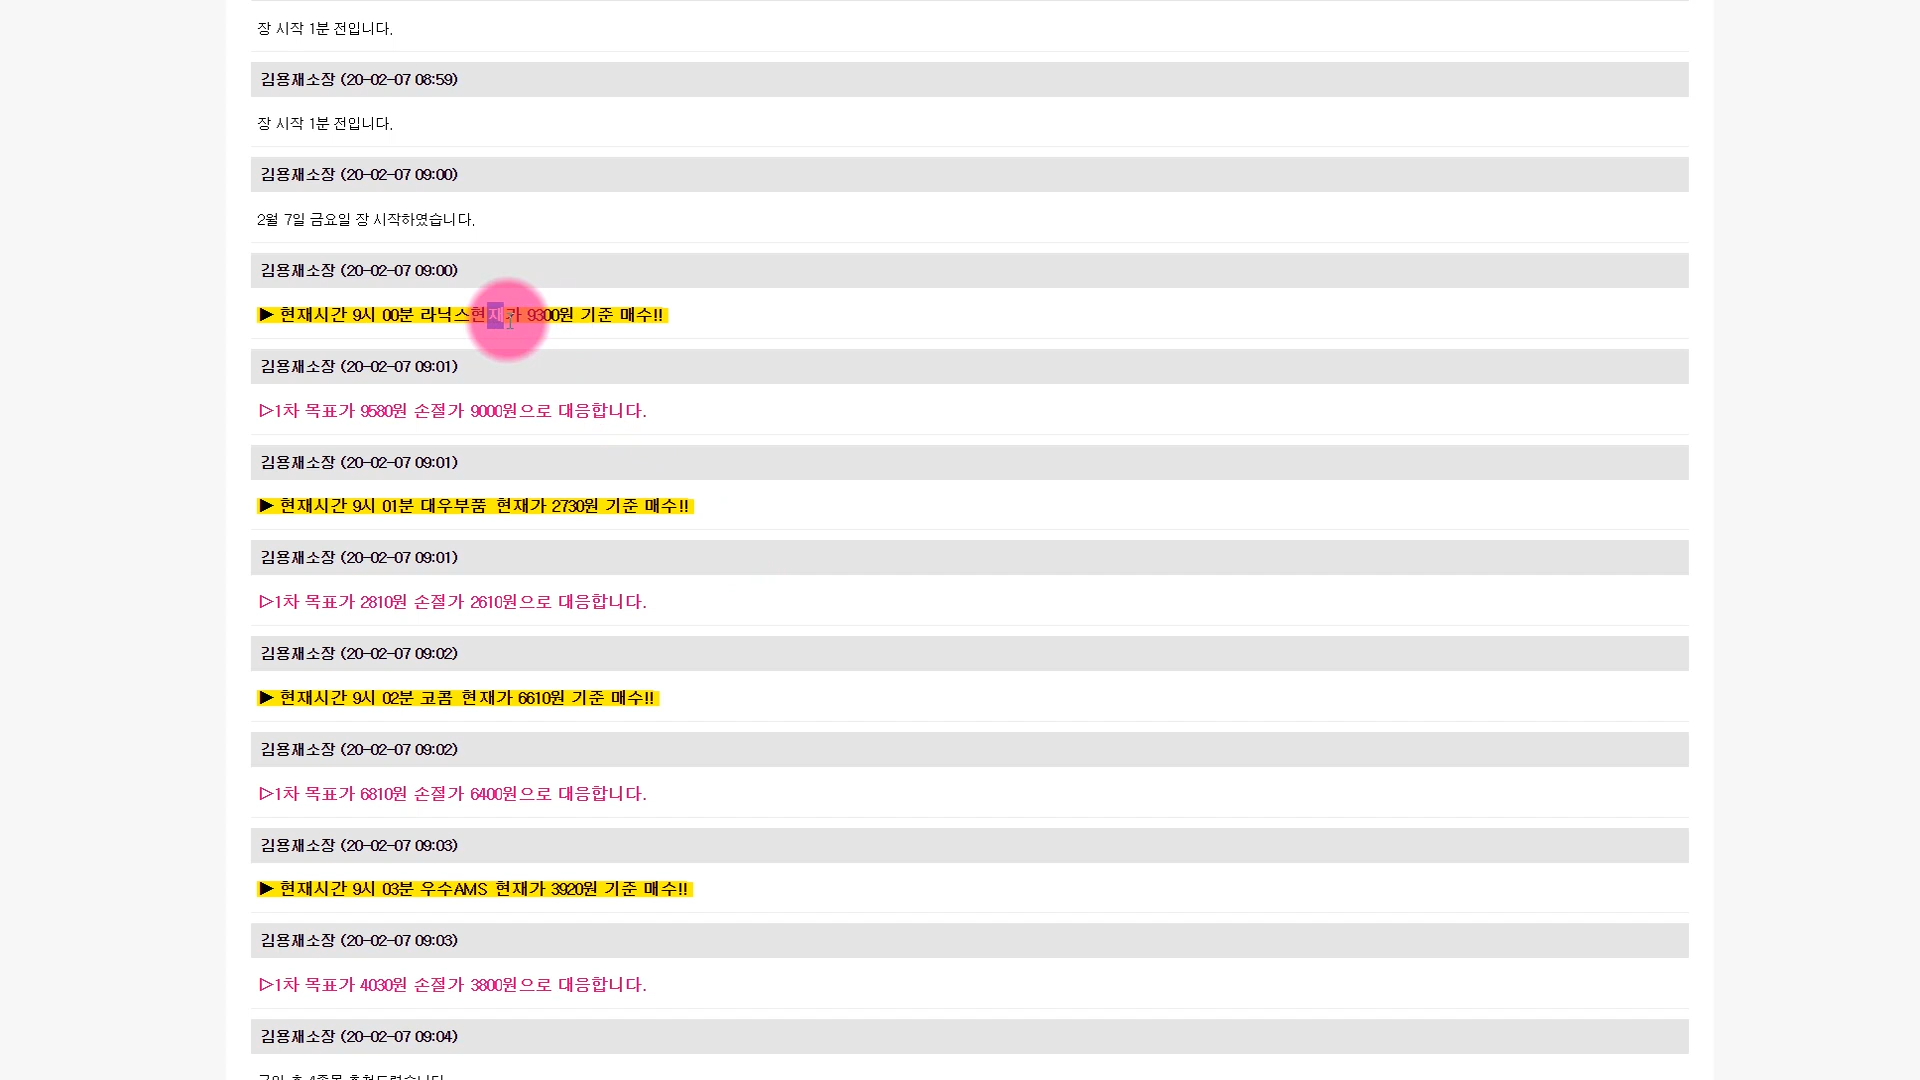 장 시작 1분 전입니다.
김용재소장 (20-02-07 08:59)
장 시작 1분 전입니다.
김용재소장 (20-02-07 09:00)
2월 7일 금요일 장 시작하였습니다.
김용재소장 (20-02-07 09:00)
▶ 현재시간 9시 00분 라닉스현재가 9300원 기준 매수!!
김용재소장 (20-02-07 09:01)
▷1차 목표가 9580원 손절가 9000원으로 대응합니다.
김용재소장 (20-02-07 09:01)
▶ 현재시간 9시 01분 대우부품 현재가 2730원 기준 매수!!
김용재소장 (20-02-07 09:01)
▷1차 목표가 2810원 손절가 2610원으로 대응합니다.
김용재소장 (20-02-07 09:02)
▶ 현재시간 9시 02분 코콤 현재가 6610원 기준 매수!!
김용재소장 (20-02-07 09:02)
▷1차 목표가 6810원 손절가 6400원으로 대응합니다.
김용재소장 (20-02-07 09:03)
▶ 현재시간 9시 03분 우수AMS 현재가 3920원 기준 매수!!
김용재소장 (20-02-07 09:03)
▷1차 목표가 4030원 손절가 3800원으로 대응합니다.
김용재소장 (20-02-07 09:04)